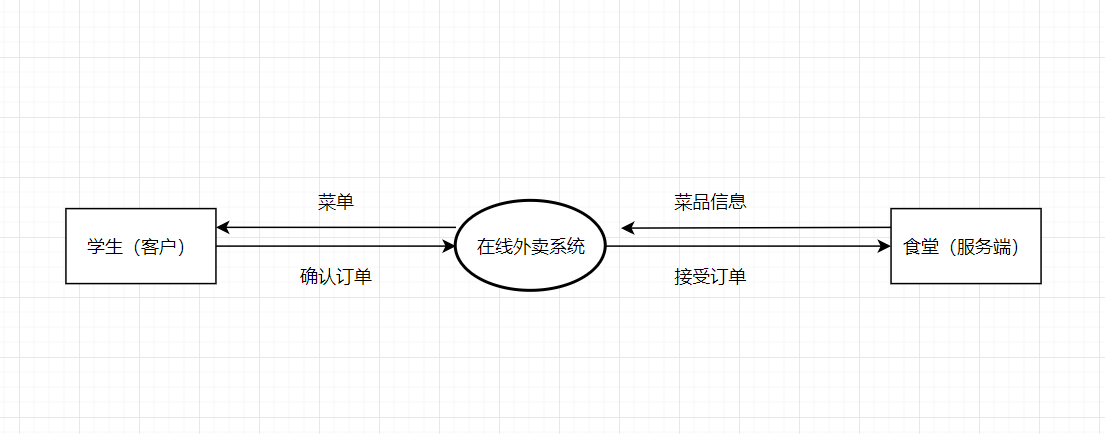 菜单
菜品信息
学生（客户）
在线外卖系统
食堂（服务端）
确认订单
接受订单